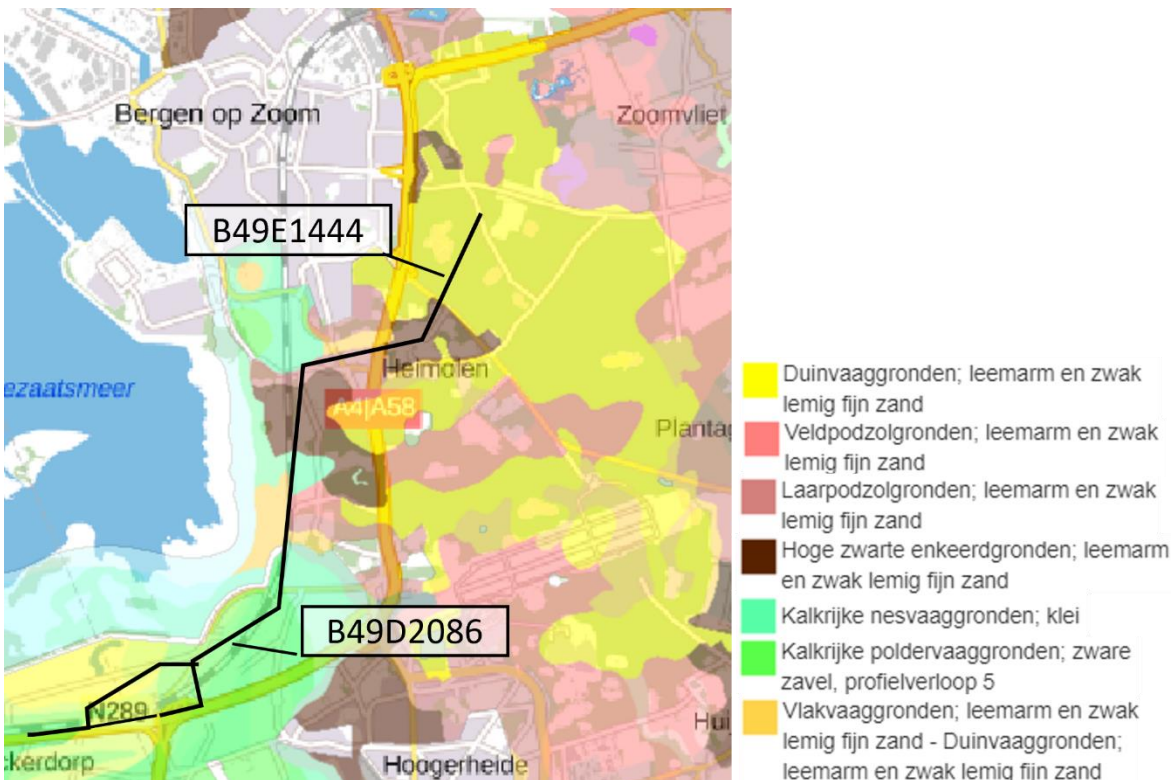 Bergen op Zoom
Zoomvliet
B49E1444
ezaatsmeer
Heimolen
A4|A58
Planta
B49D2086
N289
kerdorp
Hoogerheide
Hui
Duinvaaggronden; leemarm en zwak
lemig fijn zand
Veldpodzolgronden; leemarm en zwak
lemig fijn zand
Laarpodzolgronden; leemarm en zwak
lemig fijn zand
Hoge zwarte enkeerdgronden; leemarm
en zwak lemig fijn zand
Kalkrijke nesvaaggronden; klei
Kalkrijke poldervaaggronden; zware
zavel, profielverloop 5
Vlakvaaggronden; leemarm en zwak
lemig fijn zand - Duinvaaggronden;
leemarm en zwak lemig fijn zand